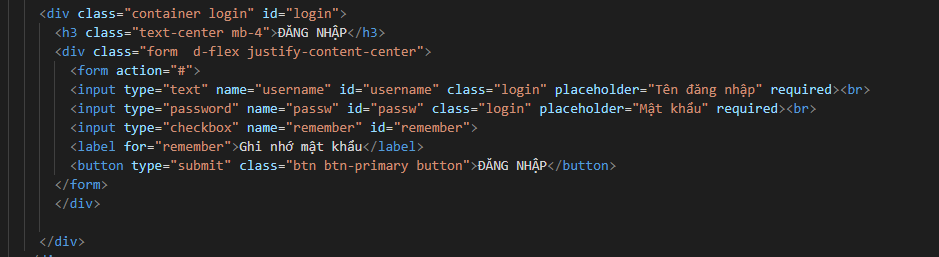 <div class="container login" id="login">
<h3 class="text-center mb-4">ĐĂNG NHẬP</h3>
<div class="form  d-flex justify-content-center">
<form action="#">
<input type="text" name="username" id="username" class="login" placeholder="Tên đăng nhập" required><br>
<input type="password" name="passw" id="passw" class="login" placeholder="Mật khẩu" required><br>
<input type="checkbox" name="remember" id="remember">
<label for="remember">Ghi nhớ mật khẩu</label>
<button type="submit" class="btn btn-primary button">ĐĂNG NHẬP</button>
</form>
</div>
</div>